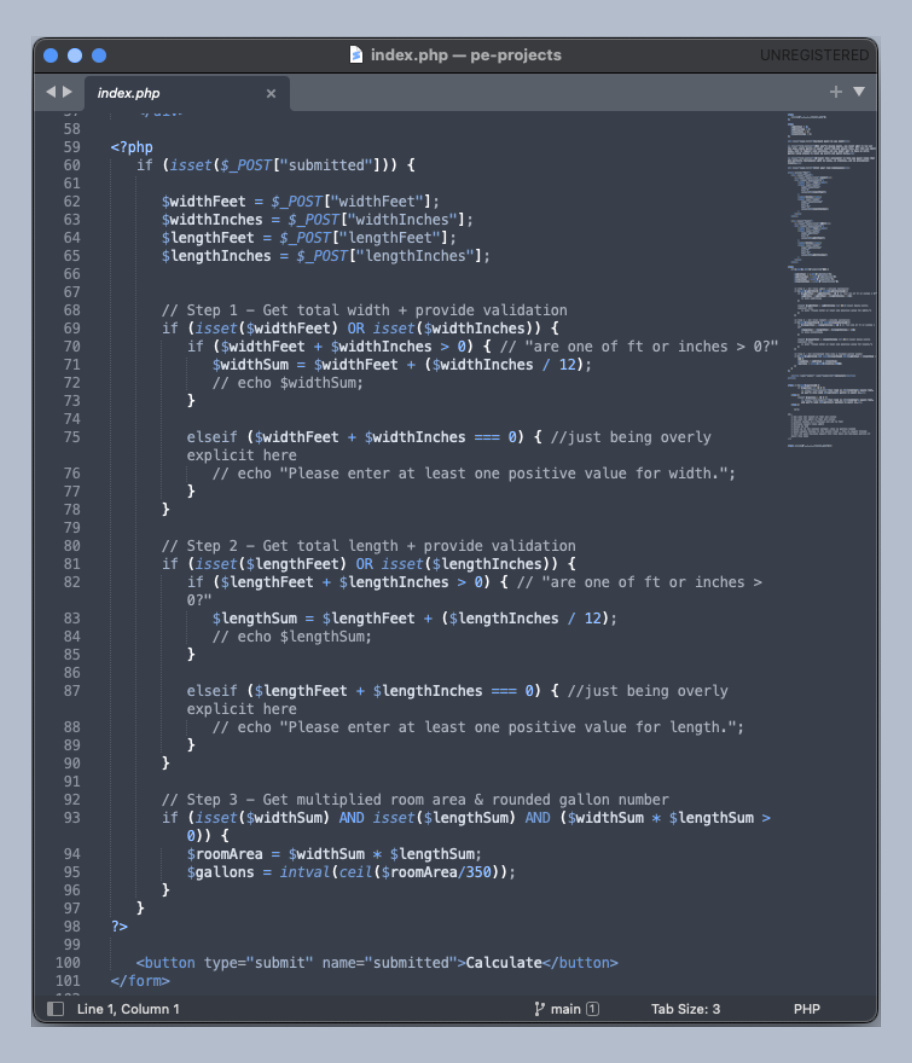 index.php — pe-projects
UNREGISTERED
index.php
58
59 <?php
60 if (isset($_POST["submitted"])) {
61
62 $widthFeet = $_POST["widthFeet"];
63 $widthInches = $_POST["widthInches"];
64 $lengthFeet = $_POST["lengthFeet"];
65 $lengthInches = $_POST["lengthInches"];
66
67
68 // Step 1 – Get total width + provide validation
69 if (isset($widthFeet) OR isset($widthInches)) {
70 if ($widthFeet + $widthInches > 0) { // "are one of ft or inches > 0?"
71 $widthSum = $widthFeet + ($widthInches / 12);
72 // echo $widthSum;
73 }
74
75 elseif ($widthFeet + $widthInches === 0) { //just being overly
explicit here
76 // echo "Please enter at least one positive value for width.";
77 }
78 }
79
80 // Step 2 – Get total length + provide validation
81 if (isset($lengthFeet) OR isset($lengthInches)) {
82 if ($lengthFeet + $lengthInches > 0) { // "are one of ft or inches >
0?"
83 $lengthSum = $lengthFeet + ($lengthInches / 12);
84 // echo $lengthSum;
85 }
86
87 elseif ($lengthFeet + $lengthInches === 0) { //just being overly
explicit here
88 // echo "Please enter at least one positive value for length.";
89 }
90 }
91
92 // Step 3 – Get multiplied room area & rounded gallon number
93 if (isset($widthSum) AND isset($lengthSum) AND ($widthSum * $lengthSum >
0)) {
94 $roomArea = $widthSum * $lengthSum;
95 $gallons = intval(ceil($roomArea/350));
96 }
97 }
98 ?>
99
100 <button type="submit" name="submitted">Calculate</button>
101 </form>
Line 1, Column 1
main 1
Tab Size: 3
PHP